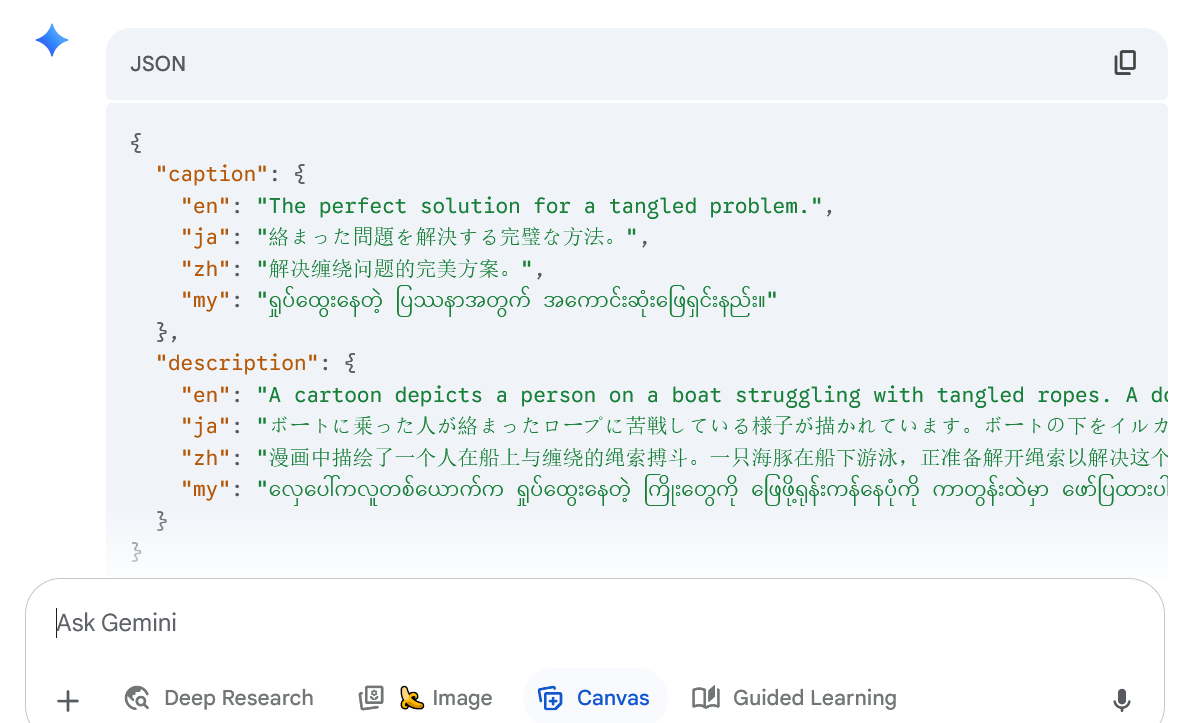 JSON
{
"caption": {
"en": "The perfect solution for a tangled problem.",
"ja": "絡まった問題を解決する完璧な方法。",
"zh": "解决缠绕问题的完美方案。",
"my": "ရှုပ်ထွေးနေတဲ့ ပြဿနာအတွက် အကောင်းဆုံးဖြေရှင်းနည်း။"
},
"description": {
"en": "A cartoon depicts a person on a boat struggling with tangled ropes. A do
"ja": "ボートに乗った人が絡まったロープに苦戦している様子が描かれています。ボートの下をイルカ
"zh": "漫画中描绘了一个人在船上与缠绕的绳索搏斗。一只海豚在船下游泳，正准备解开绳索以解决这个
"my": "လှေပေါ်ကလူတစ်ယောက်က ရှုပ်ထွေးနေတဲ့ ကြိုးတွေကို ဖြေဖို့ရုန်းကန်နေပုံကို ကာတွန်းထဲမှာ ဖော်ပြထားပါ
}
}
Ask Gemini
Deep Research Image Canvas Guided Learning